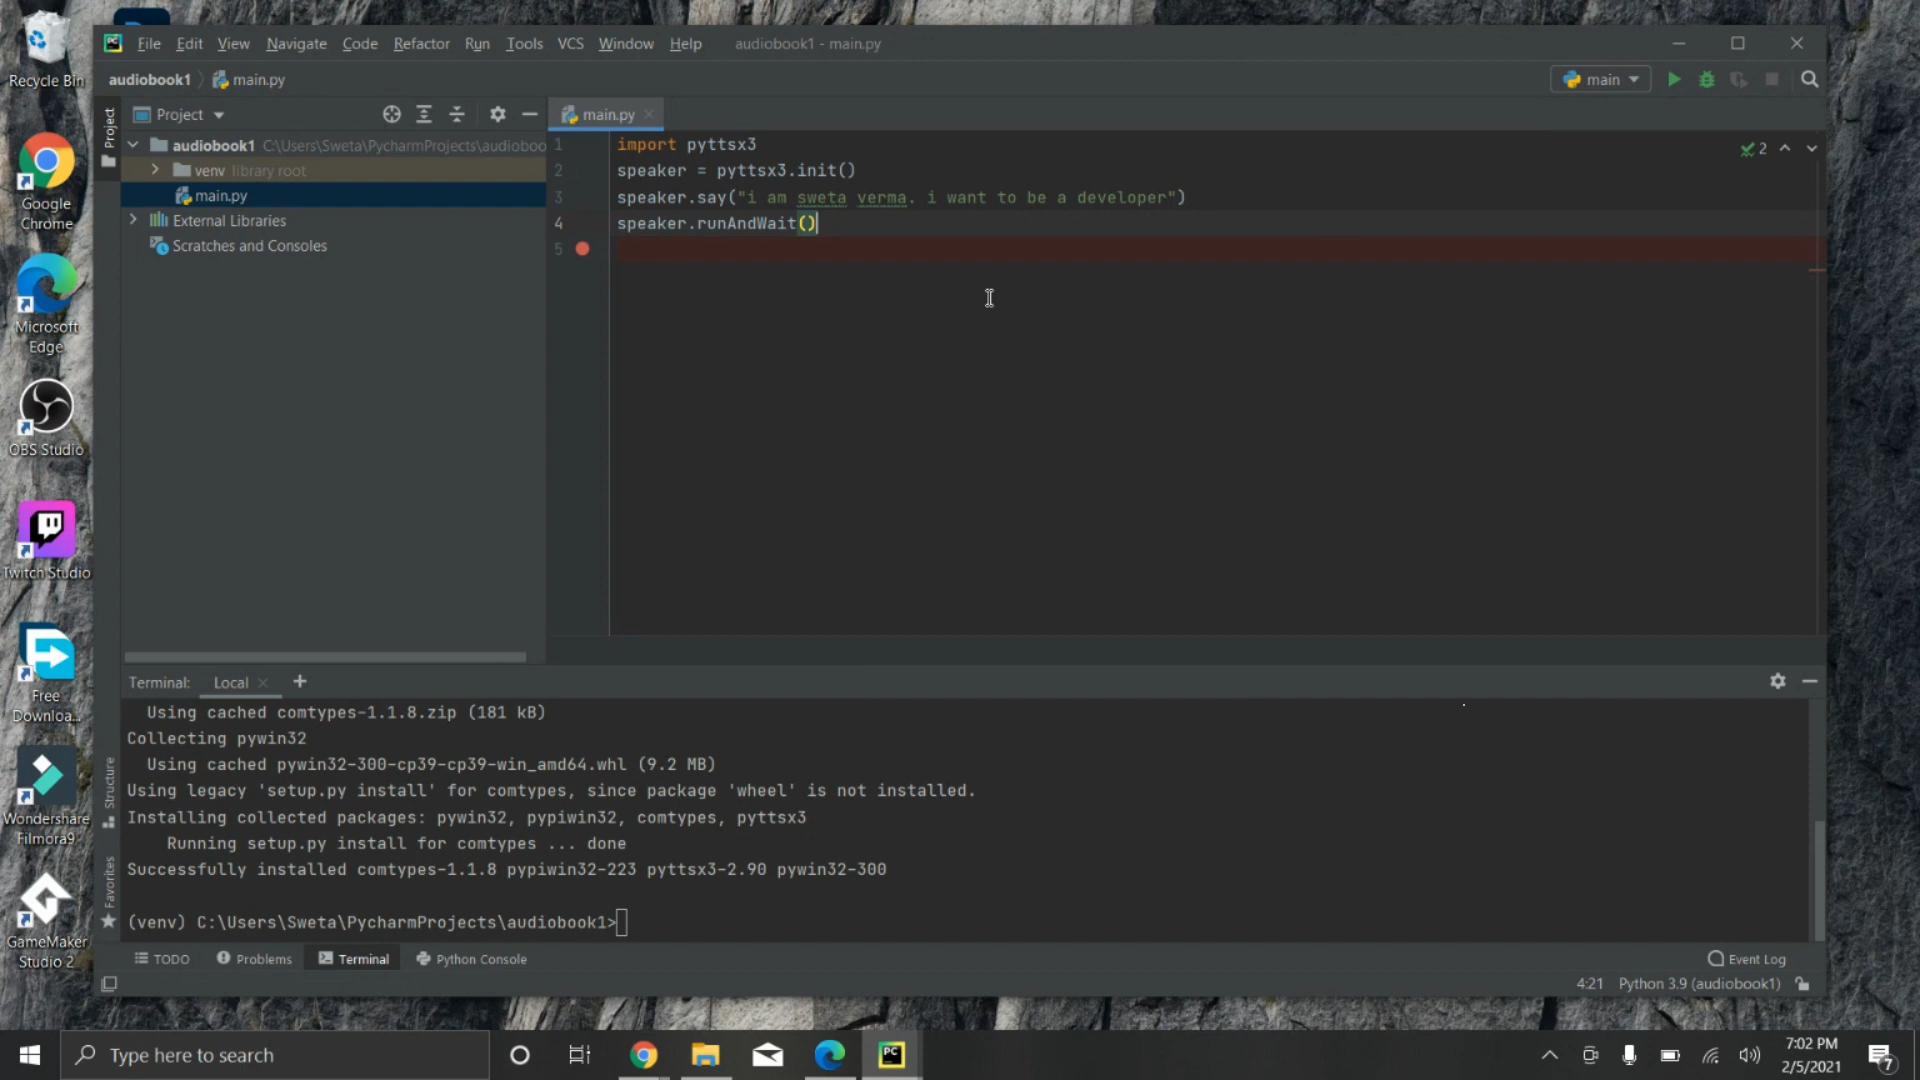 Recycle Bin
Google
Chrome
Microsoft
Edge
OBS Studio
Twitch Studio
Free
Downloa...
Wondershare
Filmora9
GameMaker
Studio 2
PC
File Edit View Navigate Code Refactor Run Tools VCS Window Help audiobook1 - main.py
audiobook1 main.py
main
Project
Project
main.py
audiobook1 C:\Users\Sweta\PycharmProjects\audioboo
venv library root
main.py
External Libraries
Scratches and Consoles
1 import pyttsx3
2 speaker = pyttsx3.init()
3 speaker.say("i am sweta verma. i want to be a developer")
4 speaker.runAndWait()
5
2
Terminal: Local +
Structure
Favorites
Using cached comtypes-1.1.8.zip (181 kB)
Collecting pywin32
Using cached pywin32-300-cp39-cp39-win_amd64.whl (9.2 MB)
Using legacy 'setup.py install' for comtypes, since package 'wheel' is not installed.
Installing collected packages: pywin32, pypiwin32, comtypes, pyttsx3
Running setup.py install for comtypes ... done
Successfully installed comtypes-1.1.8 pypiwin32-223 pyttsx3-2.90 pywin32-300
(venv) C:\Users\Sweta\PycharmProjects\audiobook1>
TODO Problems Terminal Python Console Event Log
4:21 Python 3.9 (audiobook1)
Type here to search
PC
7:02 PM
2/5/2021
7